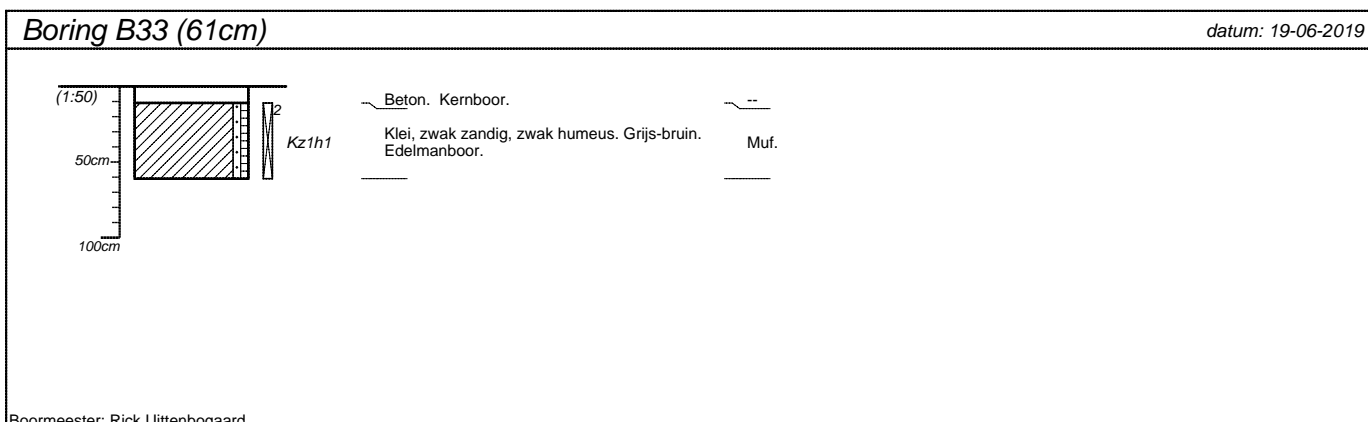 Boring B33 (61cm)
datum: 19-06-2019
(1:50)
Beton. Kernboor.
--
2
Kz1h1
Klei, zwak zandig, zwak humeus. Grijs-bruin.
Edelmanboor.
Muf.
50cm
100cm
Boormeester: Rick Uittenbogaard